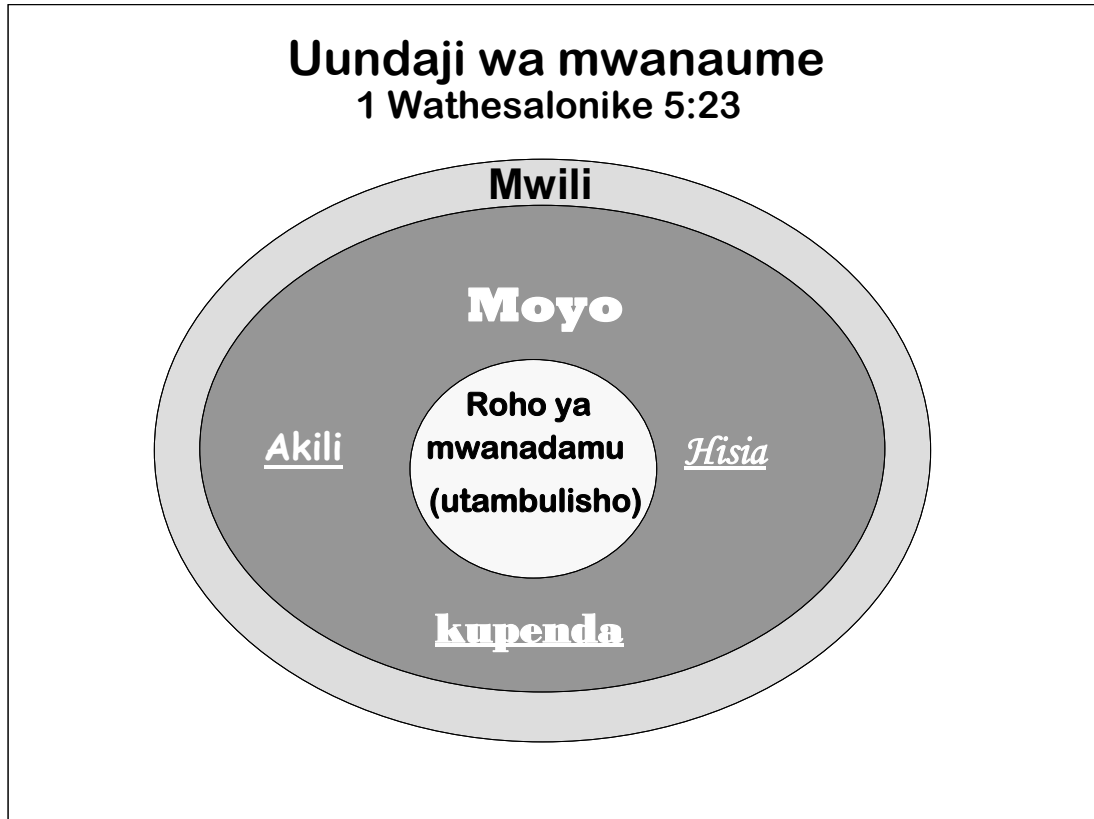 Uundaji wa mwanaume
1 Wathesalonike 5:23
Mwili
Moyo
Roho ya
mwanadamu
(utambulisho)
Akili
Hisia
kupenda